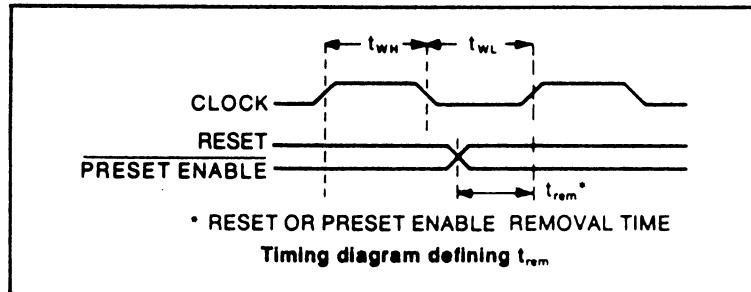 t_WH t_WL
CLOCK
RESET
PRESET ENABLE
t_rem*
* RESET OR PRESET ENABLE REMOVAL TIME
Timing diagram defining t_rem